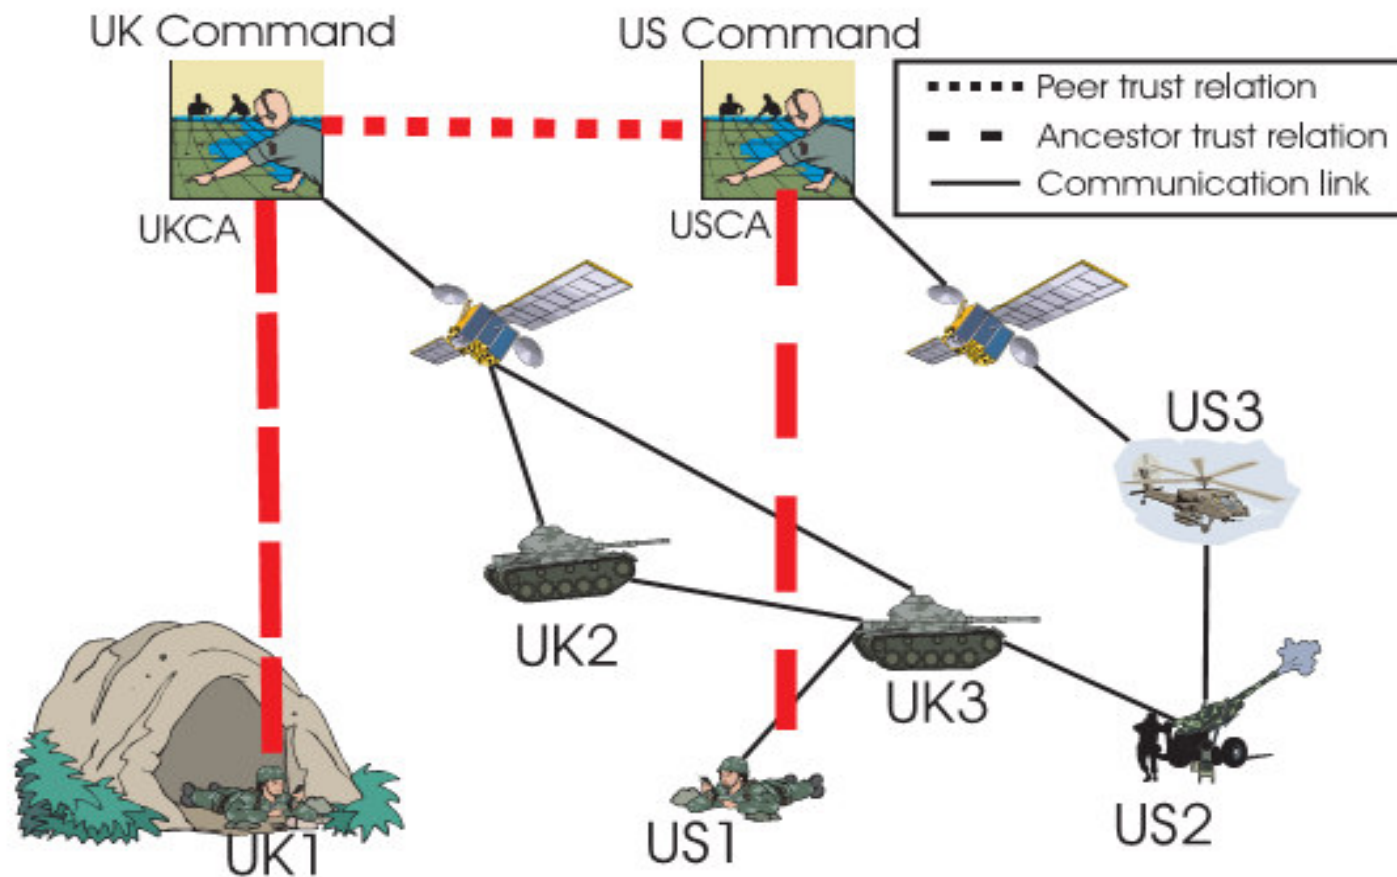 UK Command
US Command
Peer trust relation
Ancestor trust relation
Communication link
UKCA
USCA
US3
UK2
UK3
UK1
US1
US2